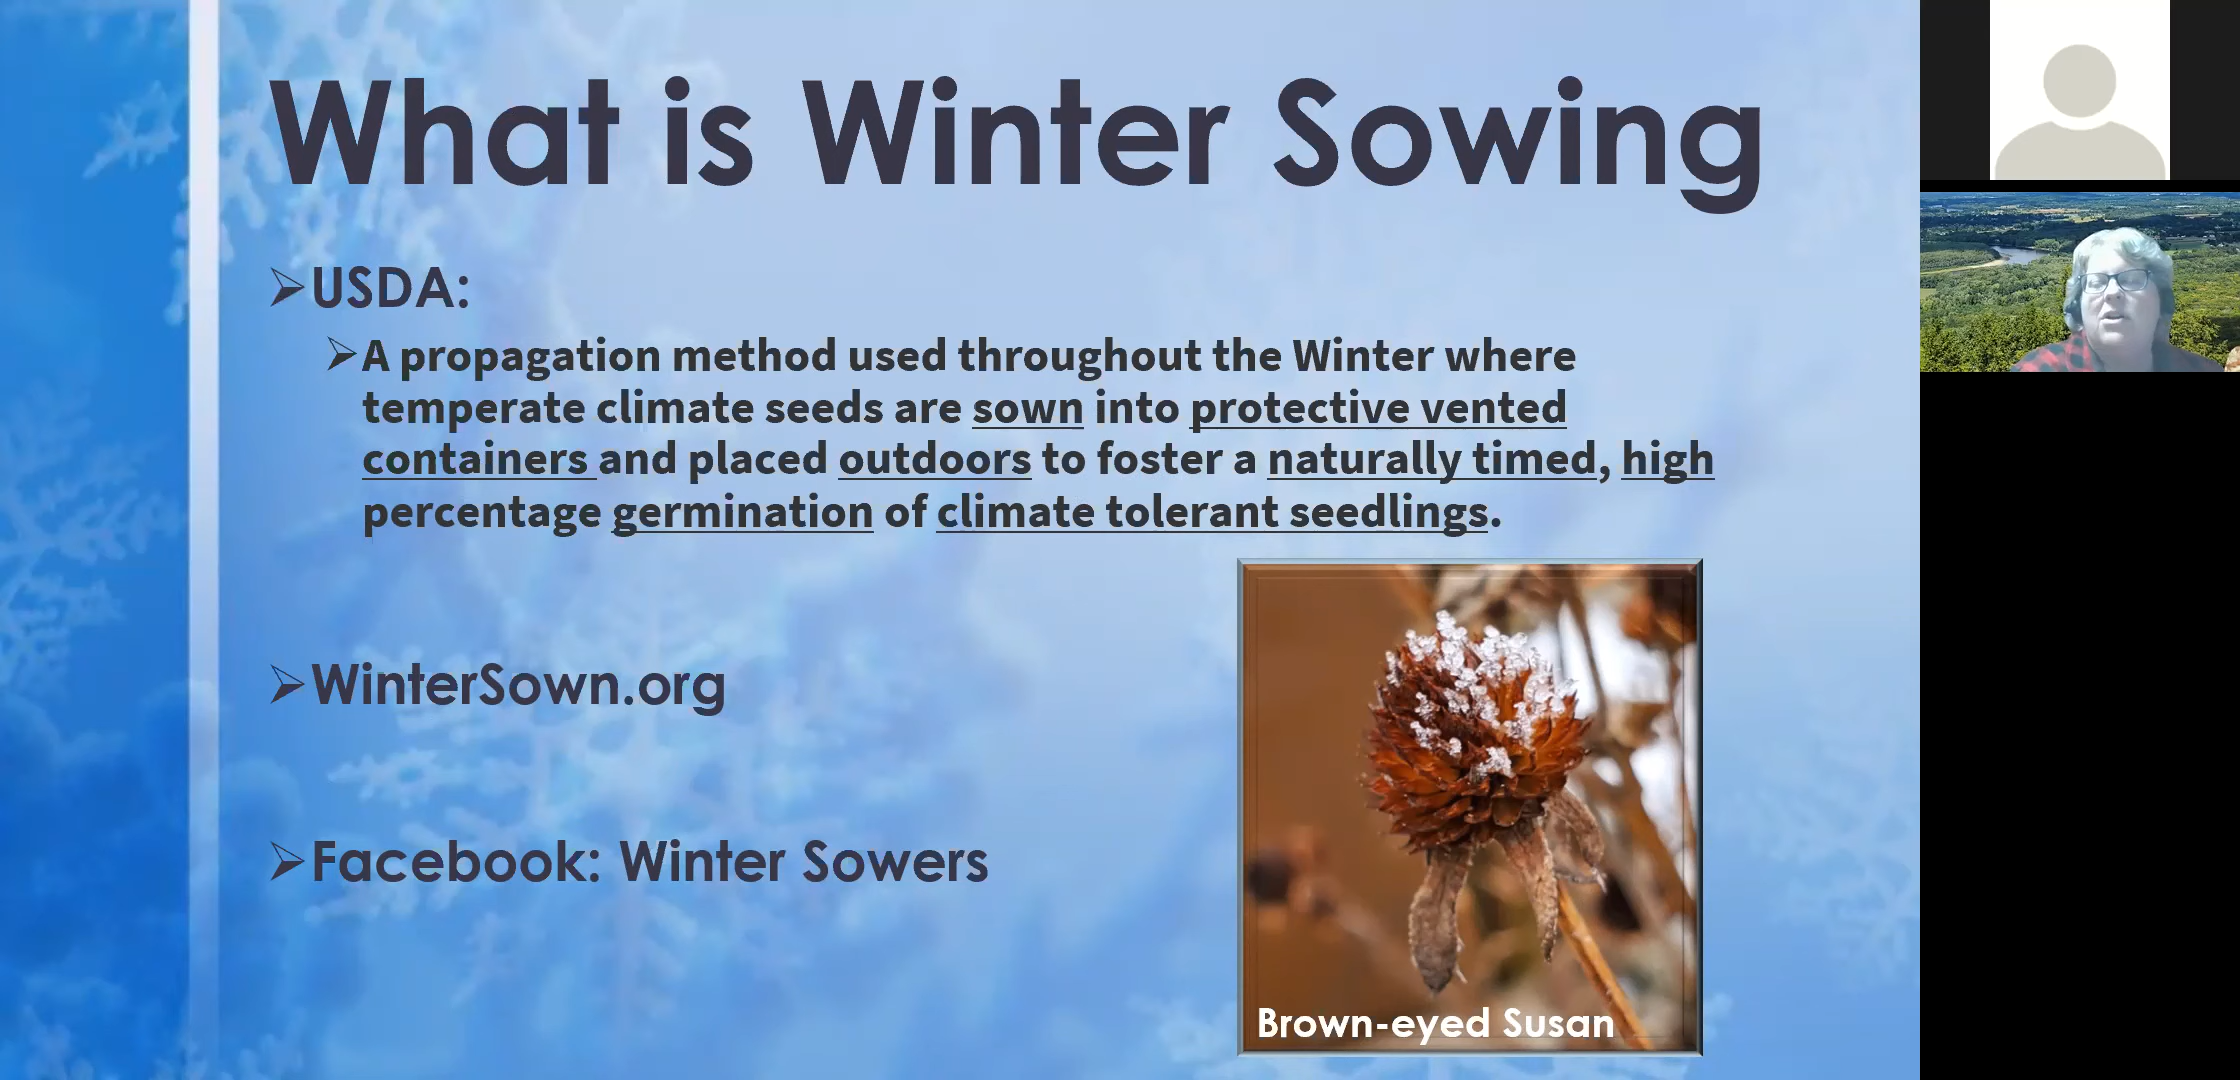 What is Winter Sowing
USDA:
A propagation method used throughout the Winter where
temperate climate seeds are sown into protective vented
containers and placed outdoors to foster a naturally timed, high
percentage germination of climate tolerant seedlings.
WinterSown.org
Facebook: Winter Sowers
Brown-eyed Susan